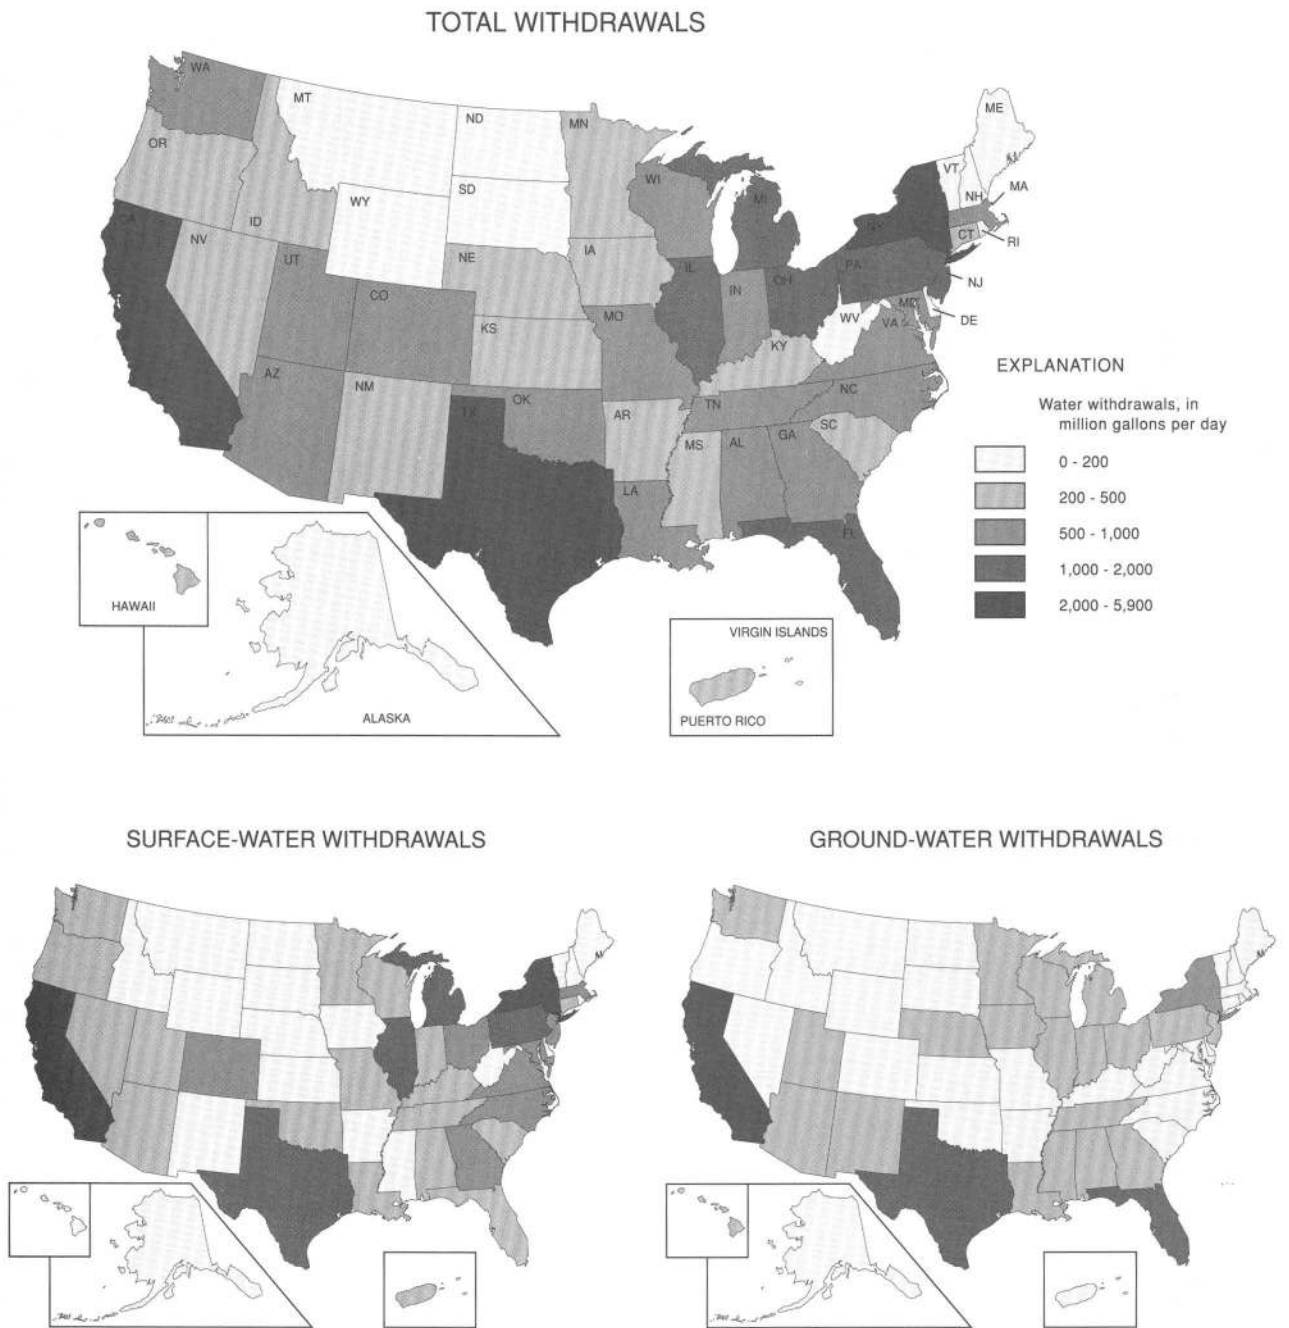 TOTAL WITHDRAWALS
WA
MT
ND
MN
ME
OR
VT
WI
MA
SD
MI
NH
WY
ID
CA
NY
CT
RI
NV
IA
NE
UT
PA
IL
OH
NJ
IN
CO
MD
MO
WV
DE
VA
KS
KY
AZ
NM
NC
OK
TN
TX
AR
SC
MS
AL
GA
LA
FL
EXPLANATION
Water withdrawals, in
million gallons per day
0 - 200
200 - 500
500 - 1,000
1,000 - 2,000
2,000 - 5,900
HAWAII
ALASKA
VIRGIN ISLANDS
PUERTO RICO
SURFACE-WATER WITHDRAWALS
GROUND-WATER WITHDRAWALS